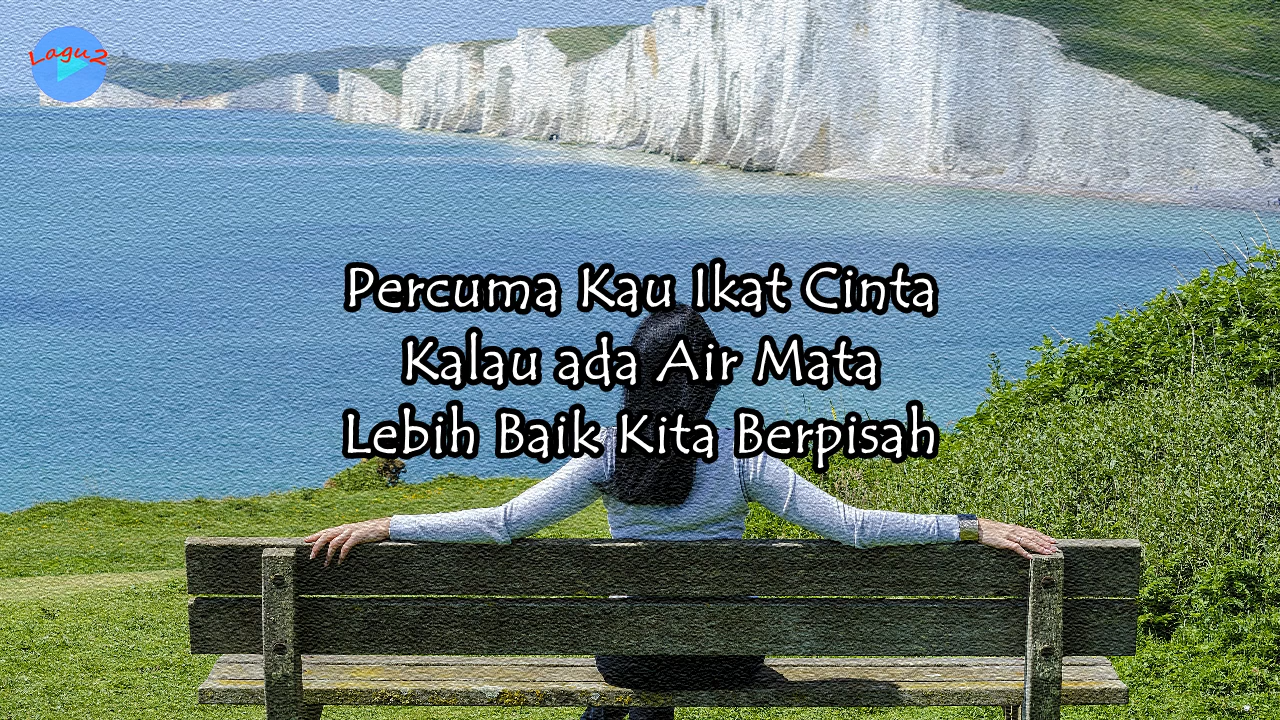 Lagu2
Percuma Kau Ikat Cinta
Kalau ada Air Mata
Lebih Baik Kita Berpisah